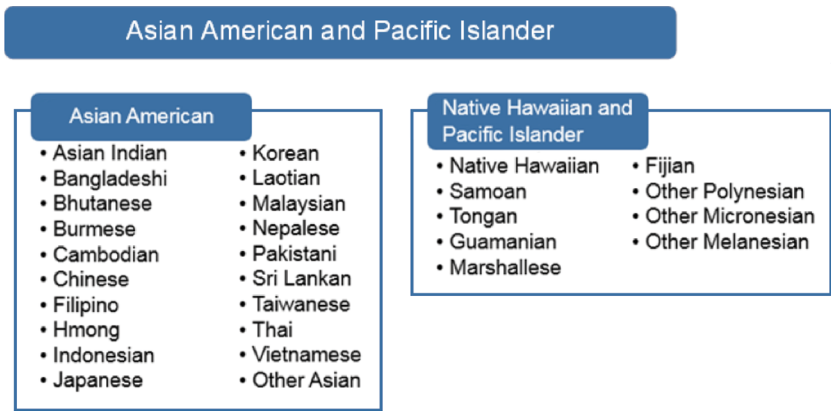 Asian American and Pacific Islander
Asian American
• Asian Indian
• Bangladeshi
• Bhutanese
• Burmese
• Cambodian
• Chinese
• Filipino
• Hmong
• Indonesian
• Japanese
• Korean
• Laotian
• Malaysian
• Nepalese
• Pakistani
• Sri Lankan
• Taiwanese
• Thai
• Vietnamese
• Other Asian
Native Hawaiian and
Pacific Islander
• Native Hawaiian
• Samoan
• Tongan
• Guamanian
• Marshallese
• Fijian
• Other Polynesian
• Other Micronesian
• Other Melanesian